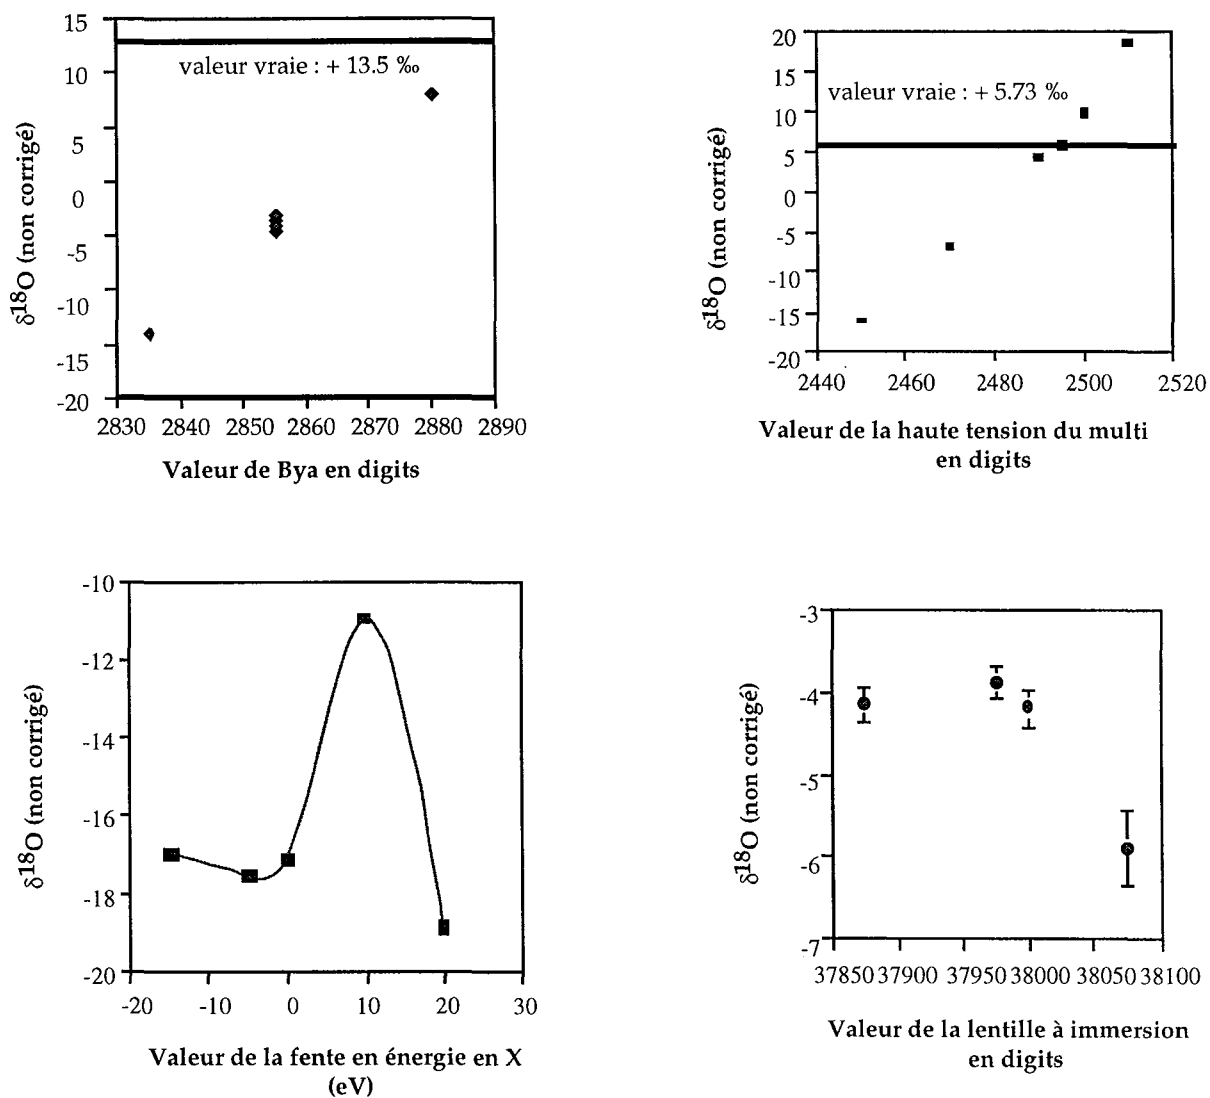 15
10
5
0
-5
-10
-15
-20
δ18O (non corrigé)
valeur vraie : + 13.5 ‰
2830 2840 2850 2860 2870 2880 2890
Valeur de Bya en digits
20
15
10
5
0
-5
-10
-15
-20
δ18O (non corrigé)
valeur vraie : + 5.73 ‰
2440 2460 2480 2500 2520
Valeur de la haute tension du multi
en digits
-10
-12
-14
-16
-18
-20
δ18O (non corrigé)
-20 -10 0 10 20 30
Valeur de la fente en énergie en X
(eV)
-3
-4
-5
-6
-7
δ18O (non corrigé)
37850 37900 37950 38000 38050 38100
Valeur de la lentille à immersion
en digits